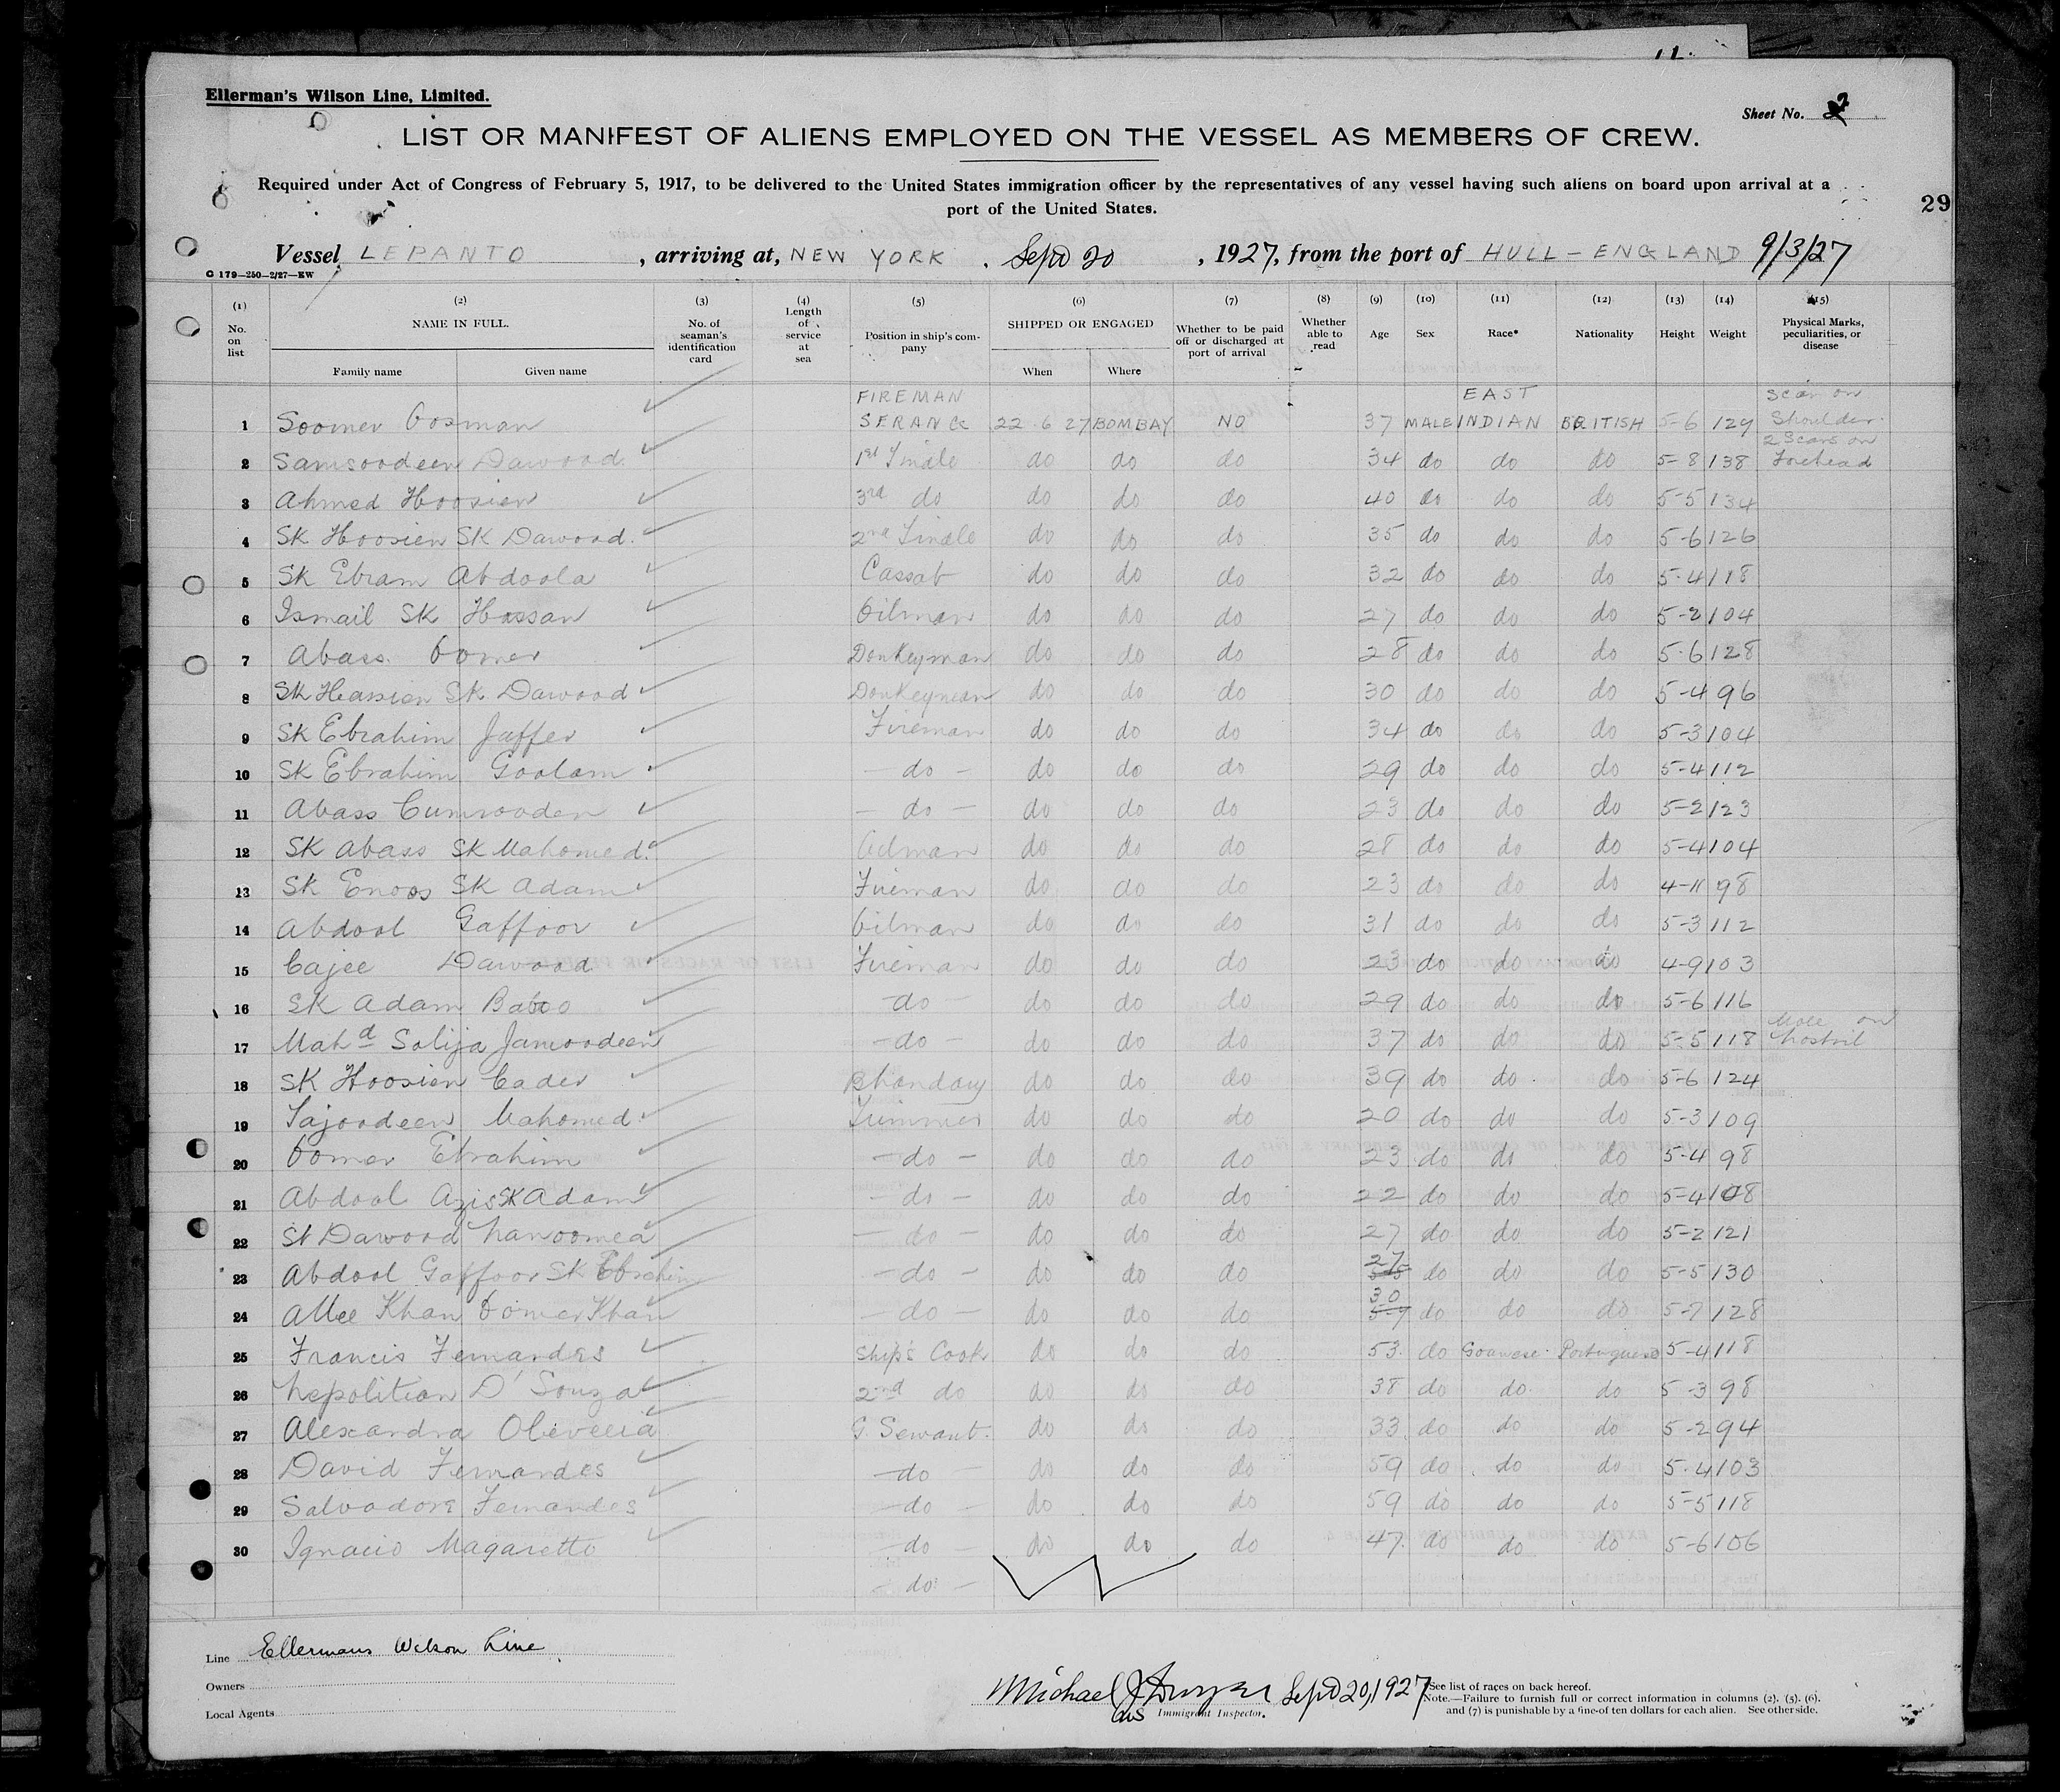 Ellerman's Wilson Line, Limited.
Sheet No. 2
LIST OR MANIFEST OF ALIENS EMPLOYED ON THE VESSEL AS MEMBERS OF CREW.
Required under Act of Congress of February 5, 1917, to be delivered to the United States immigration officer by the representatives of any vessel having such aliens on board upon arrival at a
port of the United States.
29
Vessel LEPANTO, arriving at, NEW YORK. Sept 20, 1927, from the port of HULL - ENGLAND 9/3/27
G 179-250-2/27-EW
(1) No. on list
(2) NAME IN FULL. Family name Given name
(3) No. of seaman's identification card
(4) Length of service at sea
(5) Position in ship's company
(6) SHIPPED OR ENGAGED When Where
(7) Whether to be paid off or discharged at port of arrival
(8) Whether able to read
(9) Age
(10) Sex
(11) Race*
(12) Nationality
(13) Height
(14) Weight
(15) Physical Marks, peculiarities, or disease
1 Soomer Oosman FIREMAN SERANG 22 6 27 BOMBAY NO 37 MALE EAST INDIAN BRITISH 5-6 129 Scar on Shoulder
2 Samsoodeen Dawood 1st Tindle do do do 34 do do do 5-8 138 2 Scars on Forehead
3 Ahmed Hoosien 3rd do do do do 40 do do do 5-5 134
4 SK Hoosien SK Dawood. 2nd Tindle do do do 35 do do do 5-6 126
5 SK Ebram Abdoola Cassab do do do 32 do do do 5-4 118
6 Ismail SK Hassan Oilman do do do 27 do do do 5-2 104
7 Abass Oomer Donkeyman do do do 28 do do do 5-6 128
8 SK Hassien SK Dawood Donkeyman do do do 30 do do do 5-4 96
9 SK Ebrahim Jaffer Fireman do do do 34 do do do 5-3 104
10 SK Ebrahim Goolam - do - do do do 29 do do do 5-4 112
11 Abass Cumrooden - do - do do do 23 do do do 5-2 123
12 SK Abass SK Mahomed. Oilman do do do 28 do do do 5-4 104
13 SK Enoos SK Adam Fireman do do do 23 do do do 4-11 98
14 Abdool Gaffoor Oilman do do do 31 do do do 5-3 112
15 Cajee Dawood Fireman do do do 23 do do do 4-9 103
16 SK Adam Baboo - do - do do do 29 do do do 5-6 116
17 Mahd Salija Jamoodeen - do - do do do 37 do do do 5-5 118 Mole on Nostril
18 SK Hoosien Cader Bhandary do do do 39 do do do 5-6 124
19 Tajoodeen Mahomed. Trimmer do do do 20 do do do 5-3 109
20 Oomer Ebrahim - do - do do do 23 do do do 5-4 98
21 Abdool Azis SK Adam - do - do do do 22 do do do 5-4 108
22 SK Dawood - do - do do do 27 do do do 5-2 121
23 Abdool Gaffoor SK Ebrahim - do - do do do 27 do do do 5-5 130
24 Allee Khan Oomer Khan - do - do do do 30 do do do 5-7 128
25 Francis Fernandes Ship's Cook do do do 53. do Goanese Portuguese 5-4 118
26 Nepolition D'Souza 2nd do do do do 38 do do do 5-3 98
27 Alexandra Oliveria G. Servant. do do do 33 do do do 5-2 94
28 David Fernandes - do - do do do 59 do do do 5-4 103
29 Salvadore Fernandes - do - do do do 59 do do do 5-5 118
30 Ignacio Magaretto - do - do do do 47 do do do 5-6 106
- do -
Line Ellermans Wilson Line
Owners
Local Agents
Michael J. Dwyer Sept 20, 1927
Immigrant Inspector.
*See list of races on back hereof.
Note.—Failure to furnish full or correct information in columns (2), (5), (6),
and (7) is punishable by a fine of ten dollars for each alien. See other side.